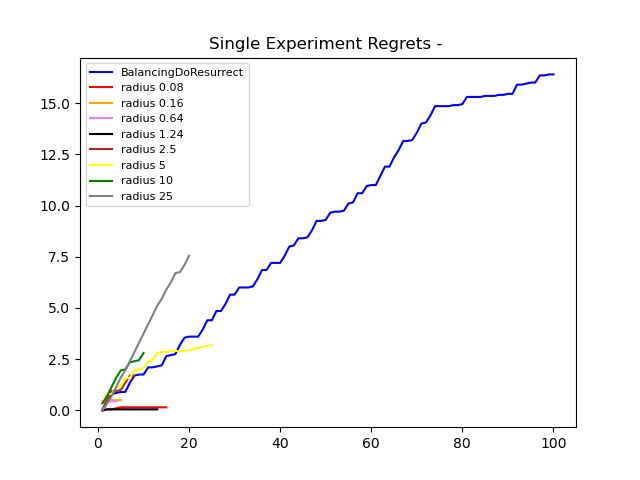 Single Experiment Regrets -
BalancingDoResurrect
radius 0.08
radius 0.16
radius 0.64
radius 1.24
radius 2.5
radius 5
radius 10
radius 25
15.0
12.5
10.0
7.5
5.0
2.5
0.0
0 20 40 60 80 100